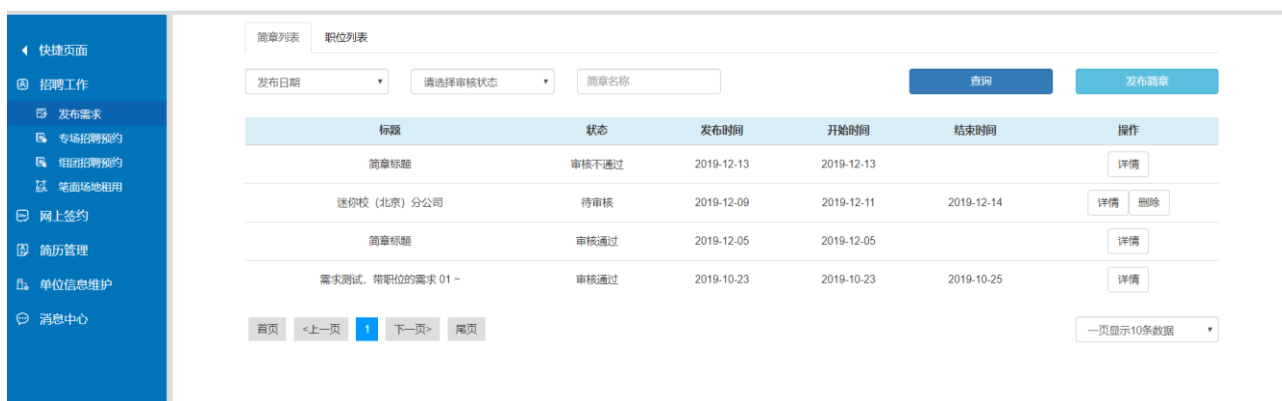 快捷页面
招聘工作
发布需求
专场招聘预约
组团招聘预约
笔面场地租用
网上签约
简历管理
单位信息维护
消息中心
简章列表 职位列表
发布日期 请选择审核状态 简章名称 查询 发布简章
标题 状态 发布时间 开始时间 结束时间 操作
简章标题 审核不通过 2019-12-13 2019-12-13 详情
迷你校（北京）分公司 待审核 2019-12-09 2019-12-11 2019-12-14 详情 删除
简章标题 审核通过 2019-12-05 2019-12-05 详情
需求测试，带职位的需求 01 ~ 审核通过 2019-10-23 2019-10-23 2019-10-25 详情
首页 <上一页 1 下一页> 尾页 一页显示10条数据